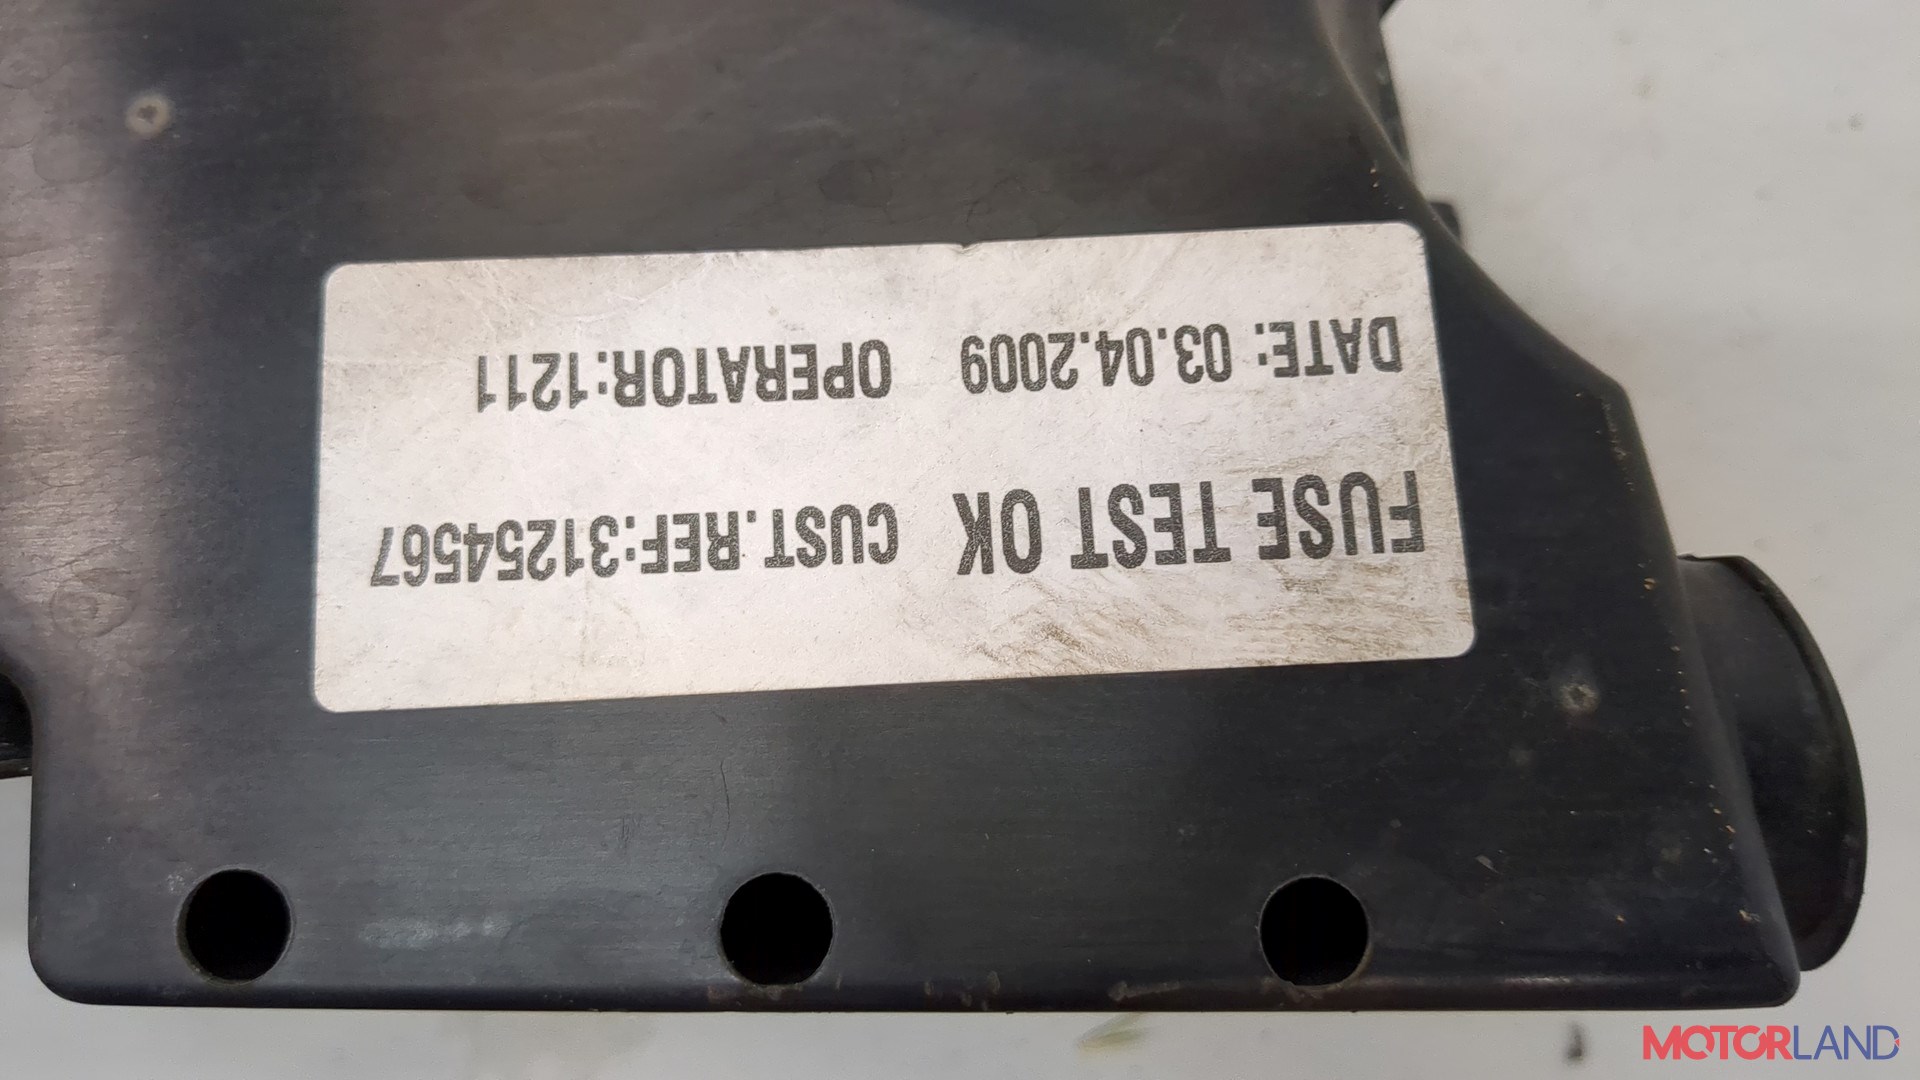 FUSE TEST OK CUST.REF:31254567
DATE: 03.04.2009 OPERATOR:1211
MOTORLAND